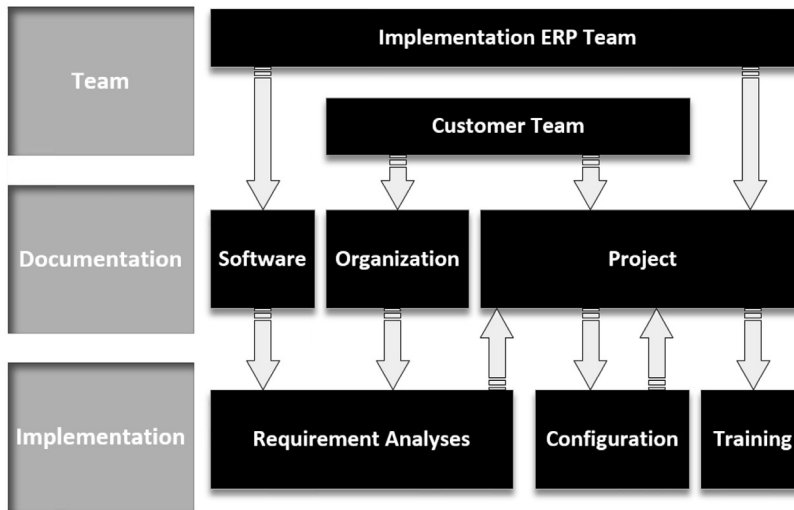 Team
Implementation ERP Team
Customer Team
Documentation
Software
Organization
Project
Implementation
Requirement Analyses
Configuration
Training